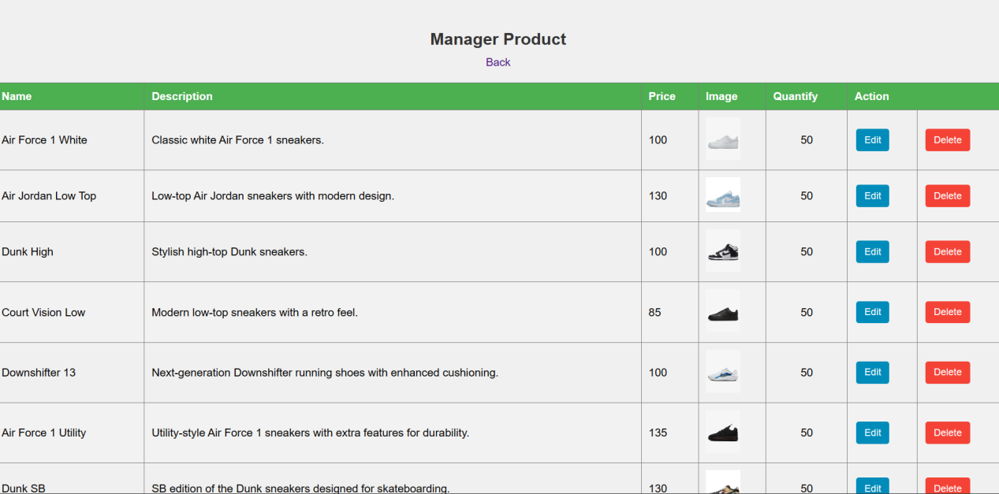 Manager Product
Back
Name Description Price Image Quantify Action
Air Force 1 White Classic white Air Force 1 sneakers. 100 50 Edit Delete
Air Jordan Low Top Low-top Air Jordan sneakers with modern design. 130 50 Edit Delete
Dunk High Stylish high-top Dunk sneakers. 100 50 Edit Delete
Court Vision Low Modern low-top sneakers with a retro feel. 85 50 Edit Delete
Downshifter 13 Next-generation Downshifter running shoes with enhanced cushioning. 100 50 Edit Delete
Air Force 1 Utility Utility-style Air Force 1 sneakers with extra features for durability. 135 50 Edit Delete
Dunk SB SB edition of the Dunk sneakers designed for skateboarding. 130 50 Edit Delete